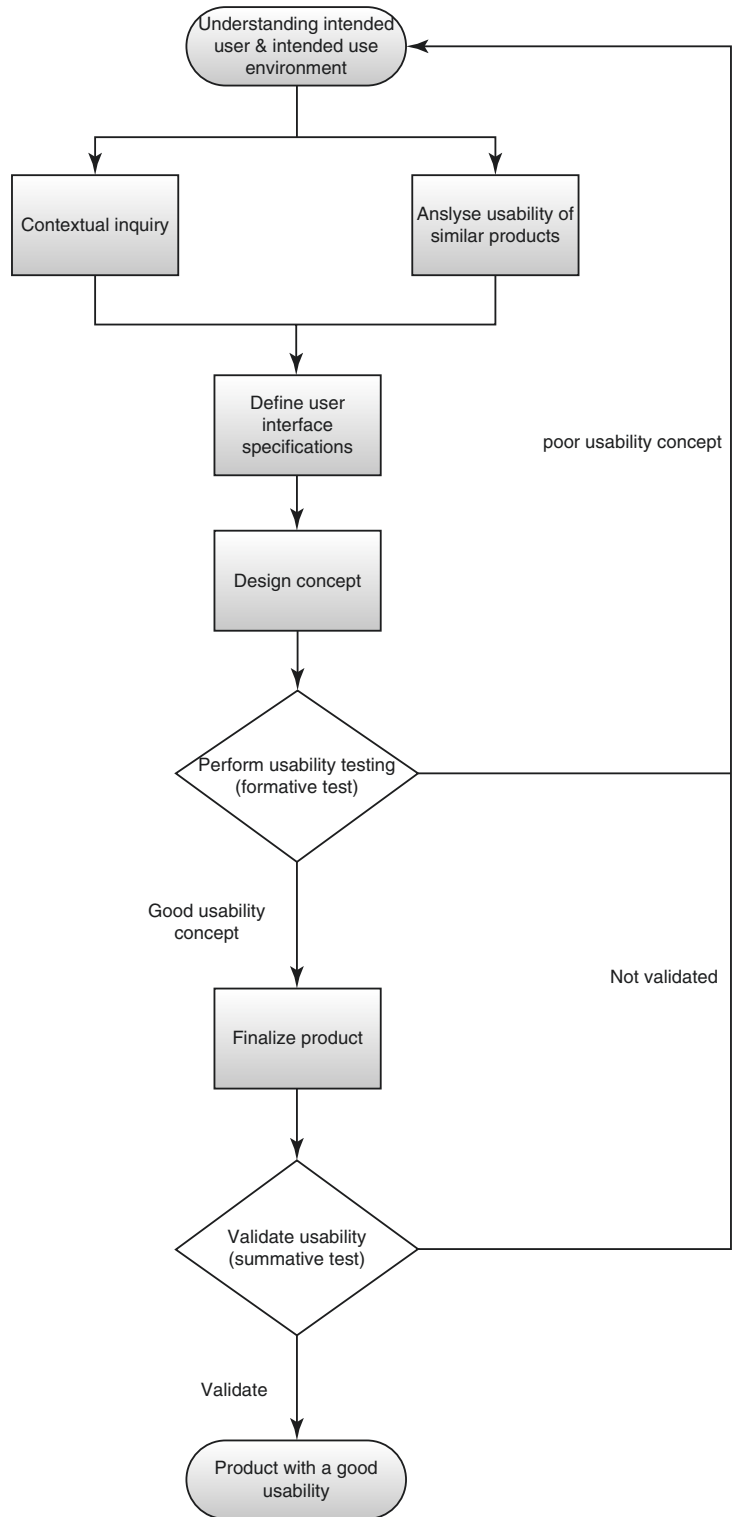 Understanding intended
user & intended use
environment
Contextual inquiry
Anslyse usability of
similar products
Define user
interface
specifications
poor usability concept
Design concept
Perform usability testing
(formative test)
Good usability
concept
Not validated
Finalize product
Validate usability
(summative test)
Validate
Product with a good
usability